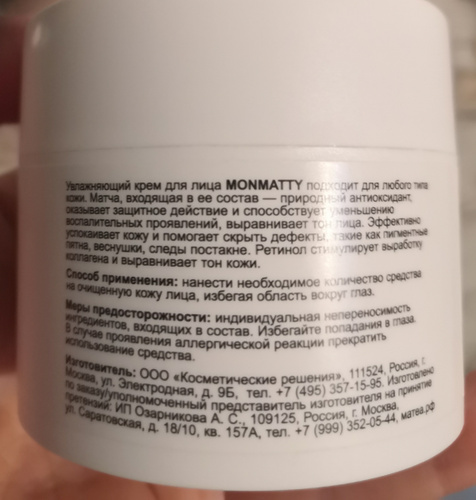 Увлажняющий крем для лица MONMATTY подходит для любого типа
кожи. Матча, входящая в ее состав — природный антиоксидант,
оказывает защитное действие и способствует уменьшению
воспалительных проявлений, выравнивает тон лица. Эффективно
успокаивает кожу и помогает скрыть дефекты, такие как пигментные
пятна, веснушки, следы постакне. Ретинол стимулирует выработку
коллагена и выравнивает тон кожи.
Способ применения: нанести необходимое количество средства
на очищенную кожу лица, избегая область вокруг глаз.
Меры предосторожности: индивидуальная непереносимость
ингредиентов, входящих в состав. Избегайте попадания в глаза.
В случае проявления аллергической реакции прекратить
использование средства.
Изготовитель: ООО «Косметические решения», 111524, Россия, г.
Москва, ул. Электродная, д. 9Б, тел. +7 (495) 357-15-95. Изготовлено
по заказу/уполномоченный представитель изготовителя на принятие
претензий: ИП Озарникова А. С., 109125, Россия, г. Москва,
ул. Саратовская, д. 18/10, кв. 157А, тел. +7 (999) 352-05-44, матеа.рф